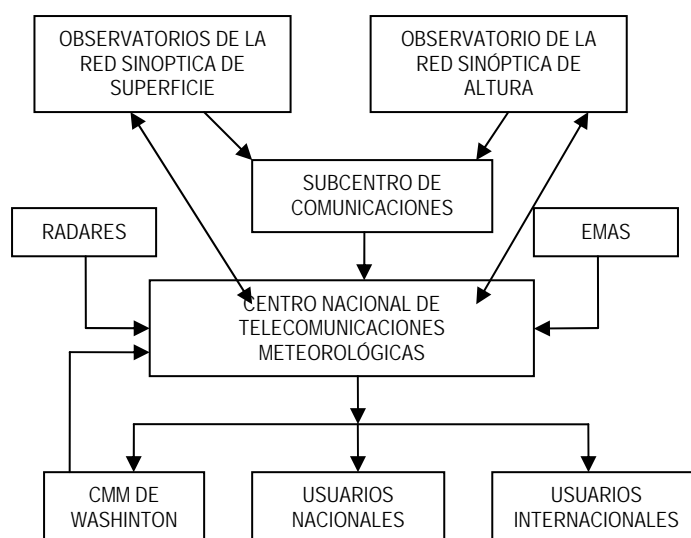 OBSERVATORIOS DE LA
RED SINOPTICA DE
SUPERFICIE
OBSERVATORIO DE LA
RED SINÓPTICA DE
ALTURA
SUBCENTRO DE
COMUNICACIONES
RADARES
EMAS
CENTRO NACIONAL DE
TELECOMUNICACIONES
METEOROLÓGICAS
CMM DE
WASHINTON
USUARIOS
NACIONALES
USUARIOS
INTERNACIONALES